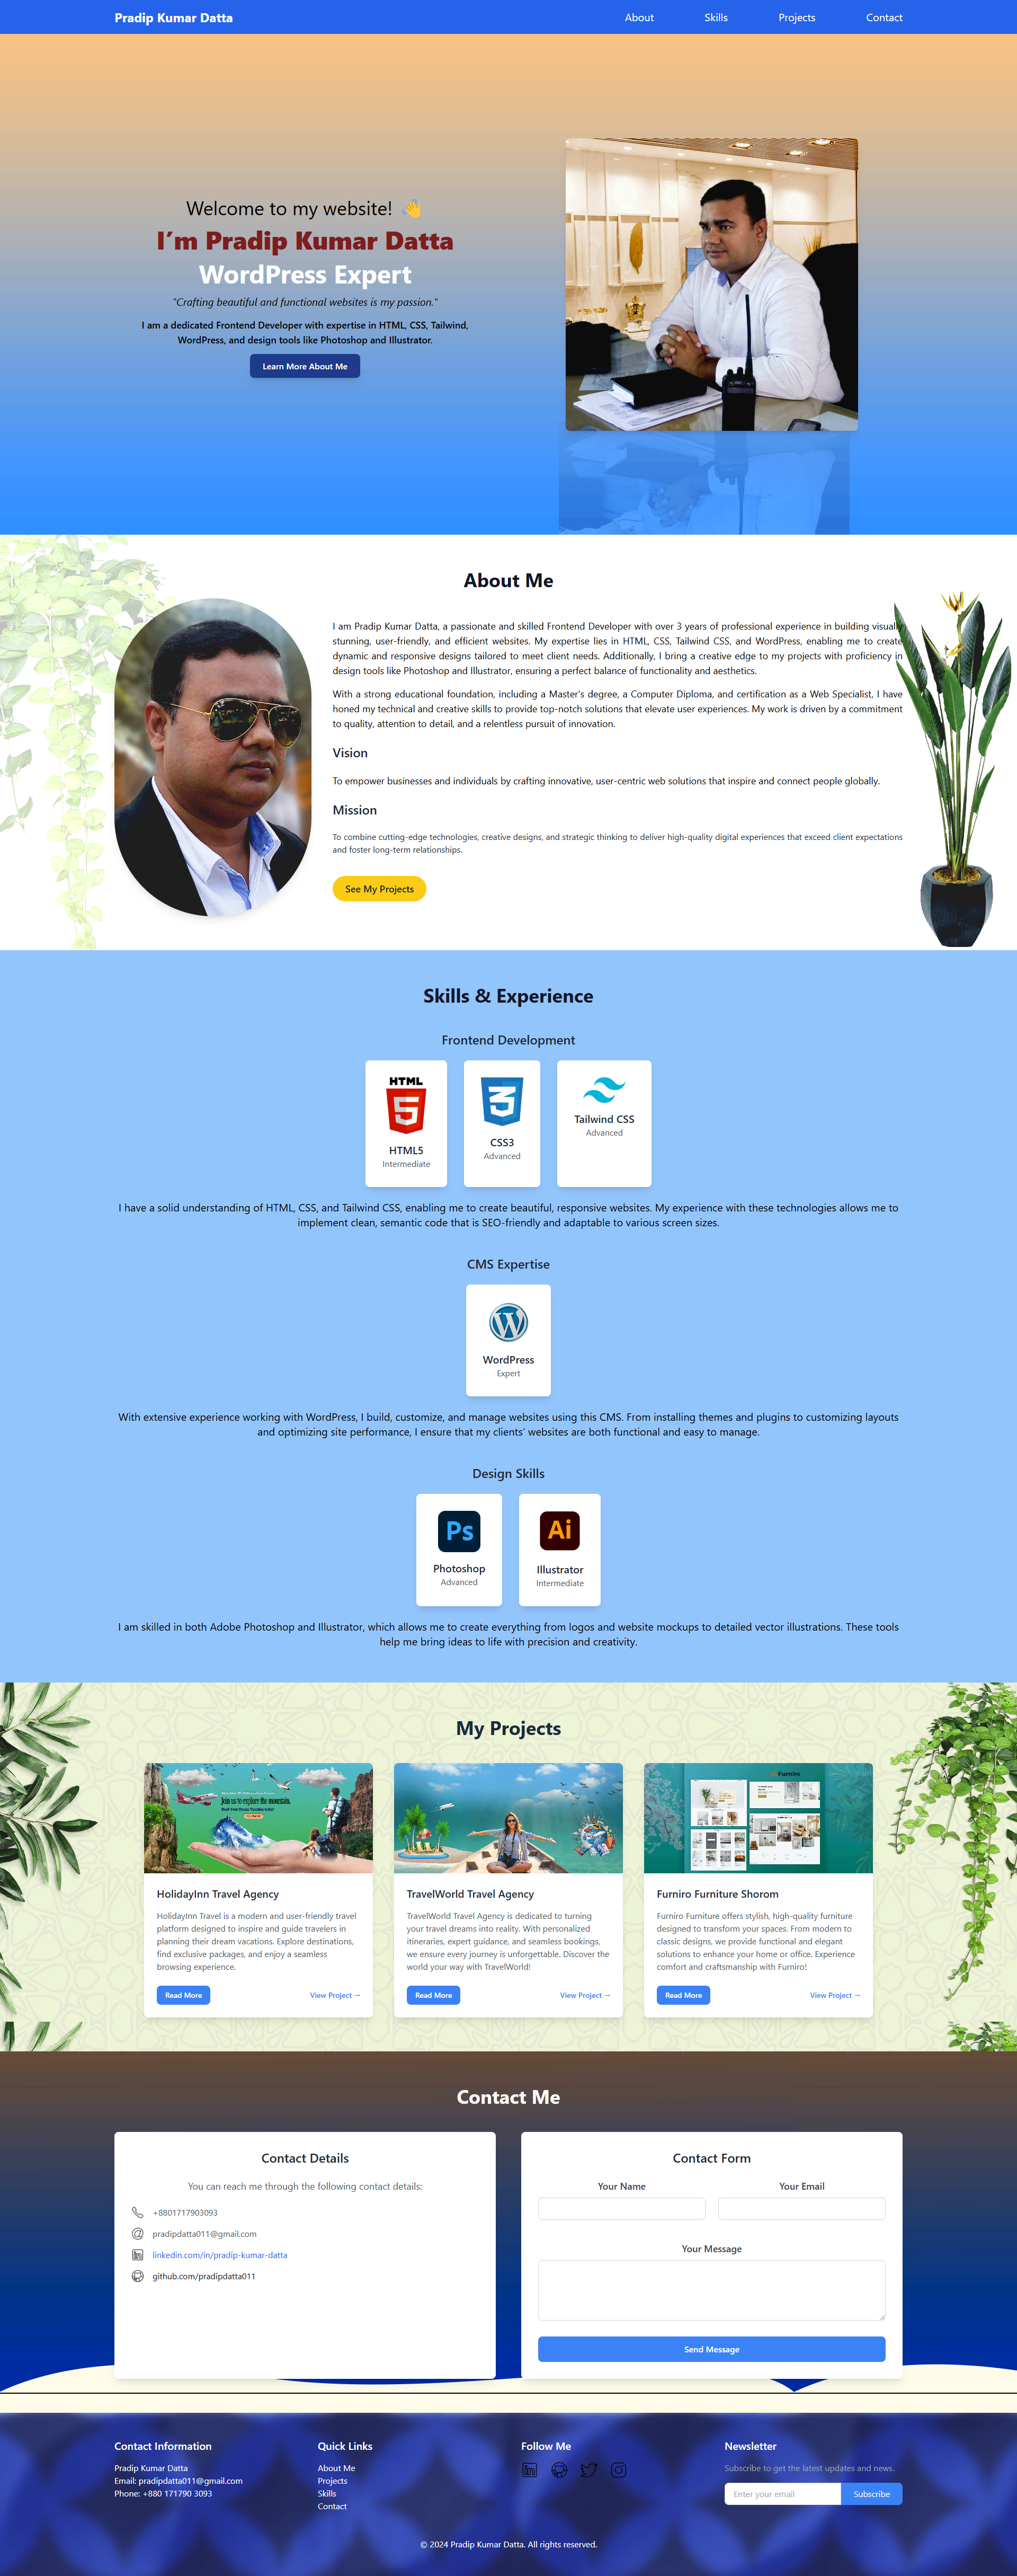 Pradip Kumar Datta
About
Skills
Projects
Contact
Welcome to my website! 👋
I'm Pradip Kumar Datta
WordPress Expert
"Crafting beautiful and functional websites is my passion."
I am a dedicated Frontend Developer with expertise in HTML, CSS, Tailwind,
WordPress, and design tools like Photoshop and Illustrator.
Learn More About Me
About Me
I am Pradip Kumar Datta, a passionate and skilled Frontend Developer with over 3 years of professional experience in building visually
stunning, user-friendly, and efficient websites. My expertise lies in HTML, CSS, Tailwind CSS, and WordPress, enabling me to create
dynamic and responsive designs tailored to meet client needs. Additionally, I bring a creative edge to my projects with proficiency in
design tools like Photoshop and Illustrator, ensuring a perfect balance of functionality and aesthetics.
With a strong educational foundation, including a Master's degree, a Computer Diploma, and certification as a Web Specialist, I have
honed my technical and creative skills to provide top-notch solutions that elevate user experiences. My work is driven by a commitment
to quality, attention to detail, and a relentless pursuit of innovation.
Vision
To empower businesses and individuals by crafting innovative, user-centric web solutions that inspire and connect people globally.
Mission
To combine cutting-edge technologies, creative designs, and strategic thinking to deliver high-quality digital experiences that exceed client expectations
and foster long-term relationships.
See My Projects
Skills & Experience
Frontend Development
HTML
5
HTML5
Intermediate
3
CSS3
Advanced
Tailwind CSS
Advanced
I have a solid understanding of HTML, CSS, and Tailwind CSS, enabling me to create beautiful, responsive websites. My experience with these technologies allows me to
implement clean, semantic code that is SEO-friendly and adaptable to various screen sizes.
CMS Expertise
W
WordPress
Expert
With extensive experience working with WordPress, I build, customize, and manage websites using this CMS. From installing themes and plugins to customizing layouts
and optimizing site performance, I ensure that my clients' websites are both functional and easy to manage.
Design Skills
Ps
Photoshop
Advanced
Ai
Illustrator
Intermediate
I am skilled in both Adobe Photoshop and Illustrator, which allows me to create everything from logos and website mockups to detailed vector illustrations. These tools
help me bring ideas to life with precision and creativity.
My Projects
Join us to explore the mountain.
HolidayInn Travel Agency
HolidayInn Travel is a modern and user-friendly travel
platform designed to inspire and guide travelers in
planning their dream vacations. Explore destinations,
find exclusive packages, and enjoy a seamless
browsing experience.
Read More
View Project →
TravelWorld Travel Agency
TravelWorld Travel Agency is dedicated to turning
your travel dreams into reality. With personalized
itineraries, expert guidance, and seamless bookings,
we ensure every journey is unforgettable. Discover the
world your way with TravelWorld!
Read More
View Project →
Furniro
Furniro Furniture Shorom
Furniro Furniture offers stylish, high-quality furniture
designed to transform your spaces. From modern to
classic designs, we provide functional and elegant
solutions to enhance your home or office. Experience
comfort and craftsmanship with Furniro!
Read More
View Project →
Contact Me
Contact Details
You can reach me through the following contact details:
+8801717903093
pradipdatta011@gmail.com
linkedin.com/in/pradip-kumar-datta
github.com/pradipdatta011
Contact Form
Your Name
Your Email
Your Message
Send Message
Contact Information
Pradip Kumar Datta
Email: pradipdatta011@gmail.com
Phone: +880 171790 3093
Quick Links
About Me
Projects
Skills
Contact
Follow Me
Newsletter
Subscribe to get the latest updates and news.
Enter your email
Subscribe
© 2024 Pradip Kumar Datta. All rights reserved.